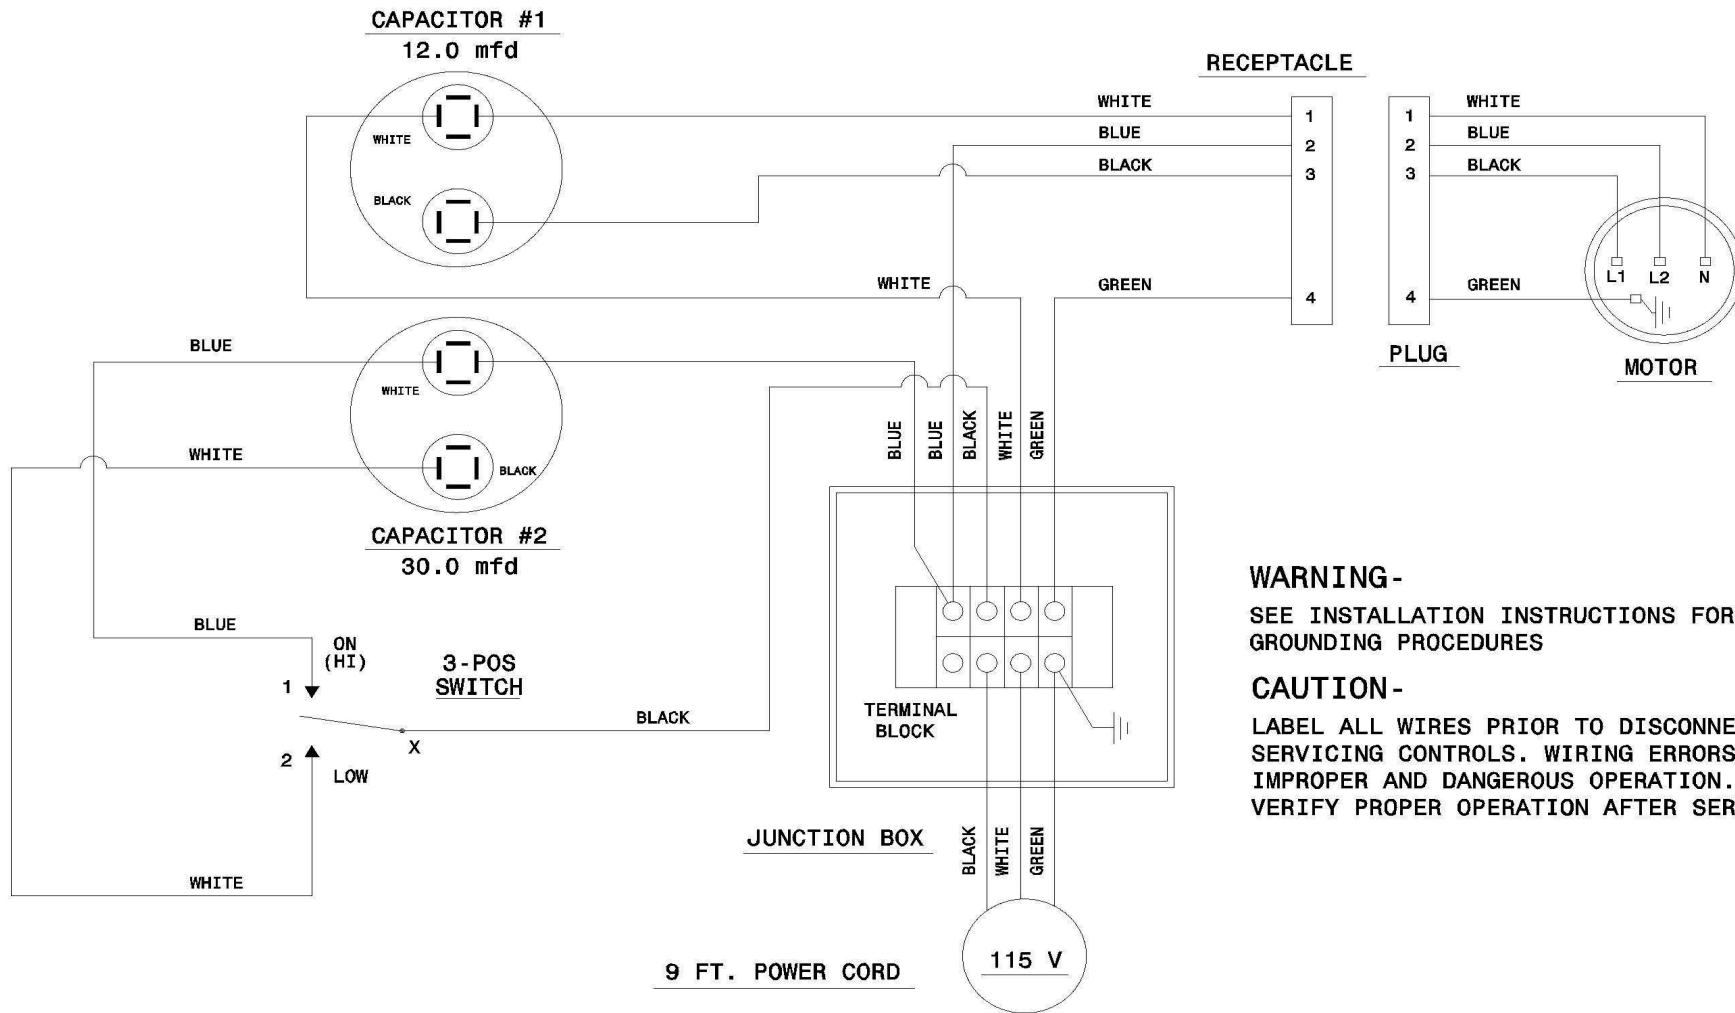 CAPACITOR #1
12.0 mfd
WHITE
BLACK
RECEPTACLE
WHITE
BLUE
BLACK
GREEN
1
2
3
4
1
2
3
4
PLUG
WHITE
BLUE
BLACK
GREEN
L1
L2
N
MOTOR
WHITE
BLUE
WHITE
WHITE
BLACK
CAPACITOR #2
30.0 mfd
BLUE
BLUE
BLACK
WHITE
GREEN
BLUE
ON
(HI)
1
2
LOW
3-POS
SWITCH
X
BLACK
WHITE
TERMINAL
BLOCK
JUNCTION BOX
BLACK
WHITE
GREEN
115 V
9 FT. POWER CORD
WARNING-
SEE INSTALLATION INSTRUCTIONS FOR
GROUNDING PROCEDURES
CAUTION-
LABEL ALL WIRES PRIOR TO DISCONNE
SERVICING CONTROLS. WIRING ERRORS
IMPROPER AND DANGEROUS OPERATION.
VERIFY PROPER OPERATION AFTER SER